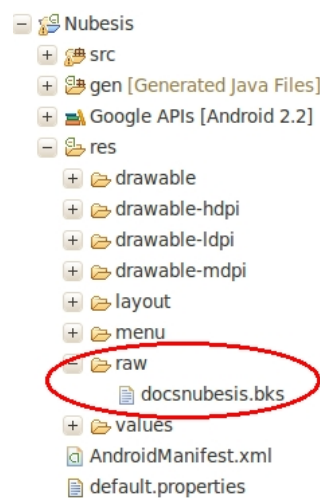 Nubesis
src
gen [Generated Java Files]
Google APIs [Android 2.2]
res
drawable
drawable-hdpi
drawable-ldpi
drawable-mdpi
layout
menu
raw
docsnubesis.bks
values
AndroidManifest.xml
default.properties